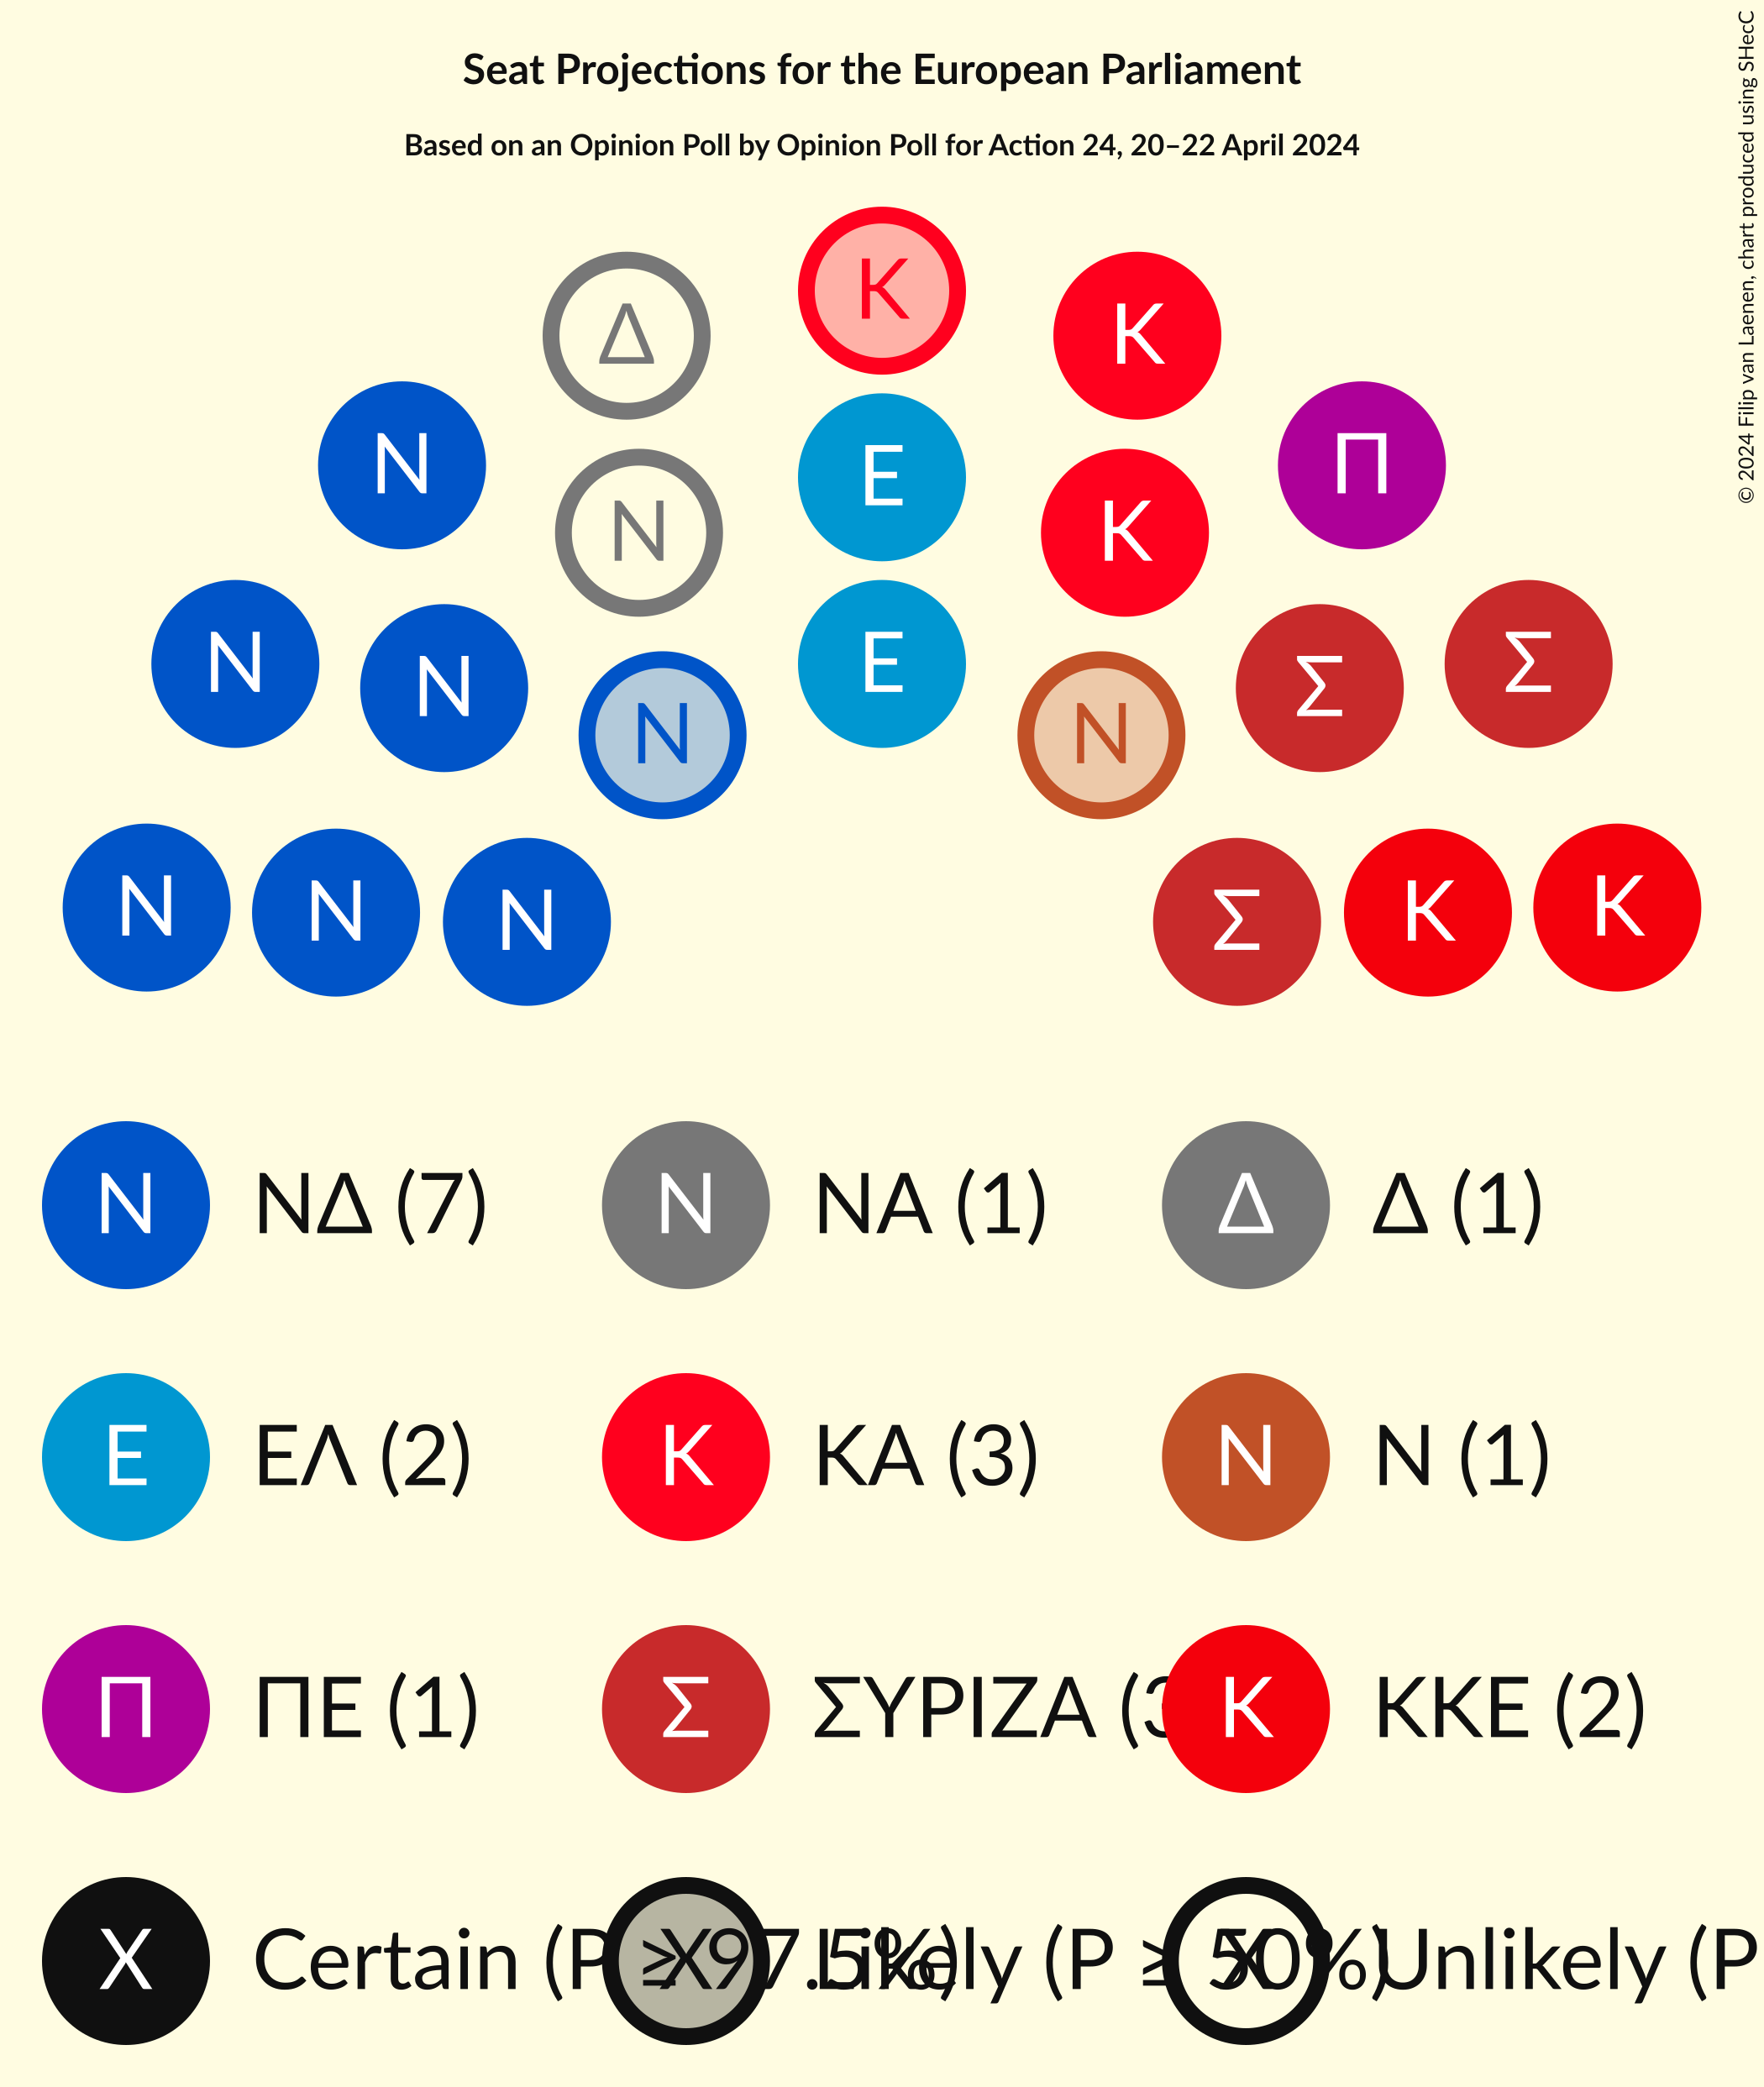 Seat Projections for the European Parliament
Based on an Opinion Poll by Opinion Poll for Action 24, 20–22 April 2024
© 2024 Filip van Laenen, chart produced using SHecC
Κ
Δ Κ
Ν Π
Ε
Ν Κ
Ν Ε Σ
Ν Σ
Ν Ν
Ν Ν Κ Κ
Ν Σ
Ν ΝΔ (7) Ν ΝΑ (1) Δ Δ (1)
Ε ΕΛ (2) Κ ΚΑ (3) Ν Ν (1)
Π ΠΕ (1) Σ ΣΥΡΙΖΑ (3 Κ ΚΚΕ (2)
X Certain (P ≥ 97.5%) X Likely (P ≥ 50%) X Unlikely (P